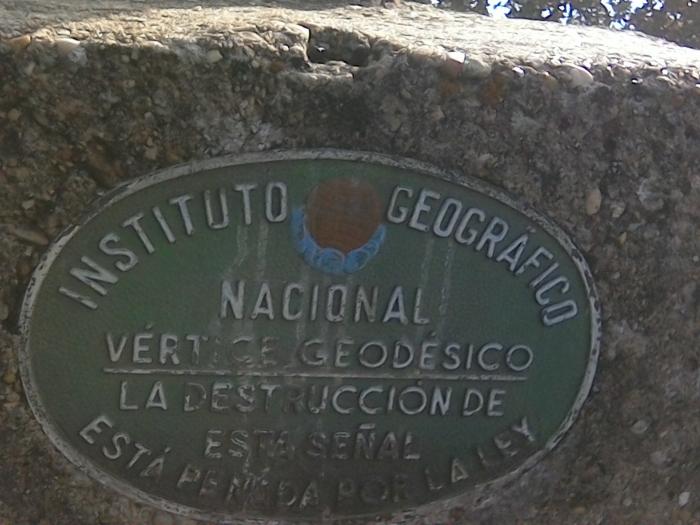 INSTITUTO GEOGRÁFICO
NACIONAL
VÉRTICE GEODÉSICO
LA DESTRUCCIÓN DE
ESTA SEÑAL
ESTÁ PENADA POR LA LEY